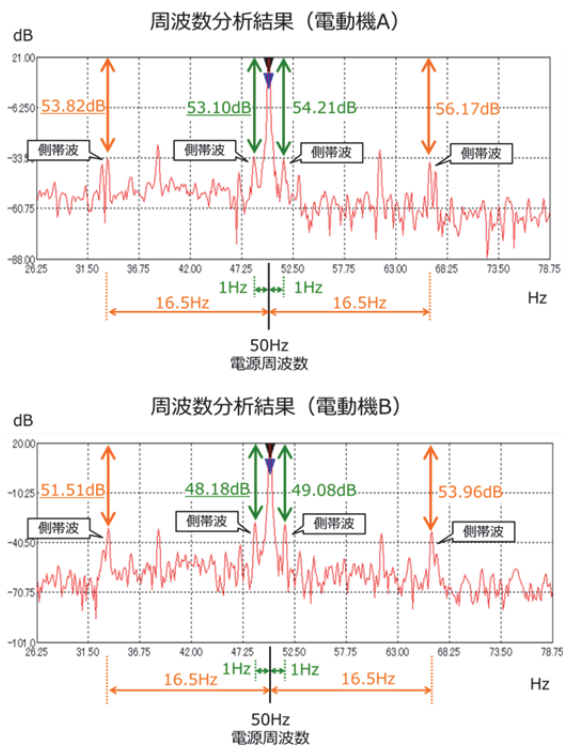 周波数分析結果（電動機A）
dB
21.00
53.82dB
53.10dB
54.21dB
56.17dB
-6.250
側帯波
側帯波
側帯波
側帯波
-33.5
-60.75
-88.00
26.25 31.50 36.75 42.00 47.25 52.50 57.75 63.00 68.25 73.50 78.75
1Hz
1Hz
Hz
16.5Hz
16.5Hz
50Hz
電源周波数
周波数分析結果（電動機B）
dB
20.00
51.51dB
48.18dB
49.08dB
53.96dB
-10.25
側帯波
側帯波
側帯波
側帯波
-40.50
-70.75
-101.0
26.25 31.50 36.75 42.00 47.25 52.50 57.75 63.00 68.25 73.50 78.75
1Hz
1Hz
Hz
16.5Hz
16.5Hz
50Hz
電源周波数